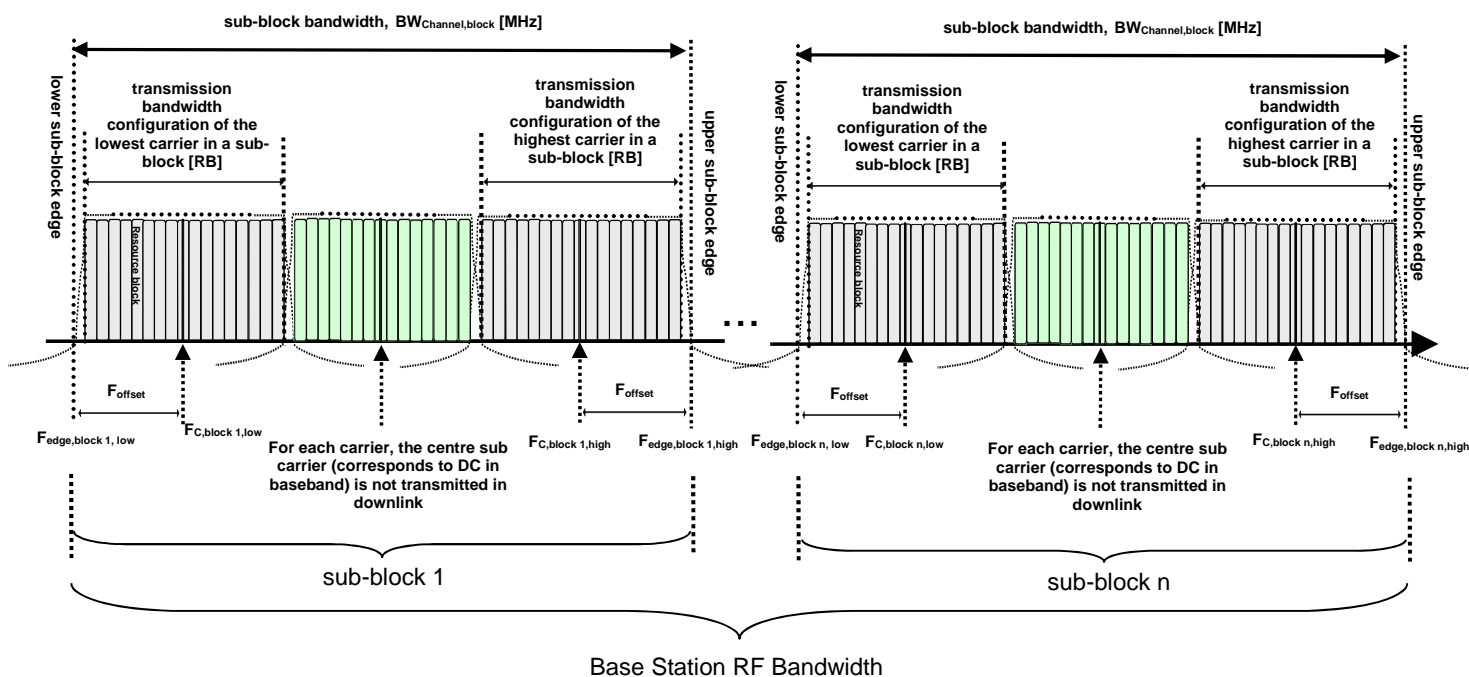 sub-block bandwidth, BWChannel,block [MHz]
sub-block bandwidth, BWChannel,block [MHz]
lower sub-block edge
transmission
bandwidth
configuration of the
lowest carrier in a sub-
block [RB]
transmission
bandwidth
configuration of the
highest carrier in a
sub-block [RB]
upper sub-block edge
lower sub-block edge
transmission
bandwidth
configuration of the
lowest carrier in
a sub-block [RB]
transmission
bandwidth
configuration of the
highest carrier in
a sub-block [RB]
upper sub-block edge
Resource block
...
Resource block
Foffset
Foffset
Foffset
Foffset
Fedge,block 1, low
FC,block 1,low
FC,block 1,high
Fedge,block 1,high
Fedge,block n, low
FC,block n,low
FC,block n,high
Fedge,block n,high
For each carrier, the centre sub
carrier (corresponds to DC in
baseband) is not transmitted in
downlink
For each carrier, the centre sub
carrier (corresponds to DC in
baseband) is not transmitted in
downlink
sub-block 1
sub-block n
Base Station RF Bandwidth